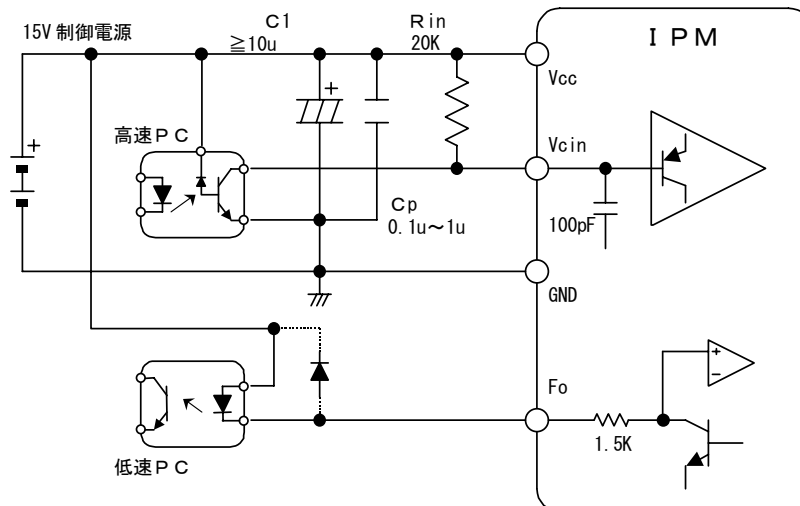 15V 制御電源
C1
≧10u
Rin
20K
ＩＰＭ
Vcc
高速ＰＣ
Vcin
Cp
0.1u～1u
100pF
GND
Fo
1.5K
低速ＰＣ